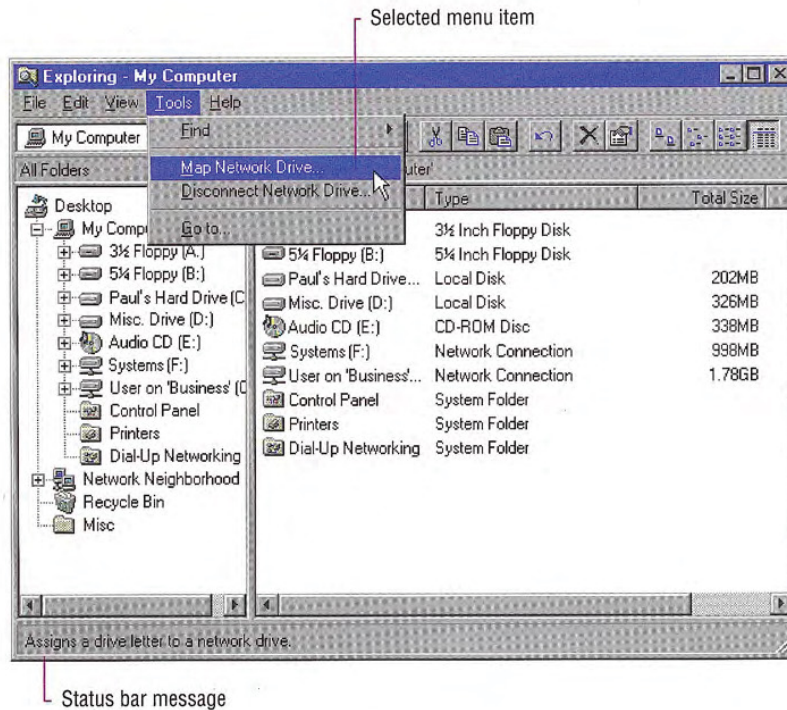 Selected menu item
Exploring - My Computer
File Edit View Tools Help
My Computer
Find
All Folders
Map Network Drive...
Disconnect Network Drive...
Go to...
Type
Total Size
Desktop
3½ Inch Floppy Disk
3½ Floppy (A:)
5¼ Floppy (B:)
5¼ Inch Floppy Disk
5¼ Floppy (B:)
Paul's Hard Drive...
Local Disk
202MB
Paul's Hard Drive (C
Misc. Drive (D:)
Local Disk
326MB
Misc. Drive (D:)
Audio CD (E:)
CD-ROM Disc
338MB
Audio CD (E:)
Systems (F:)
Network Connection
998MB
Systems (F:)
User on 'Business'...
Network Connection
1.78GB
User on 'Business' (
Control Panel
System Folder
Control Panel
Printers
System Folder
Printers
Dial-Up Networking
System Folder
Dial-Up Networking
Network Neighborhood
Recycle Bin
Misc
Assigns a drive letter to a network drive.
Status bar message